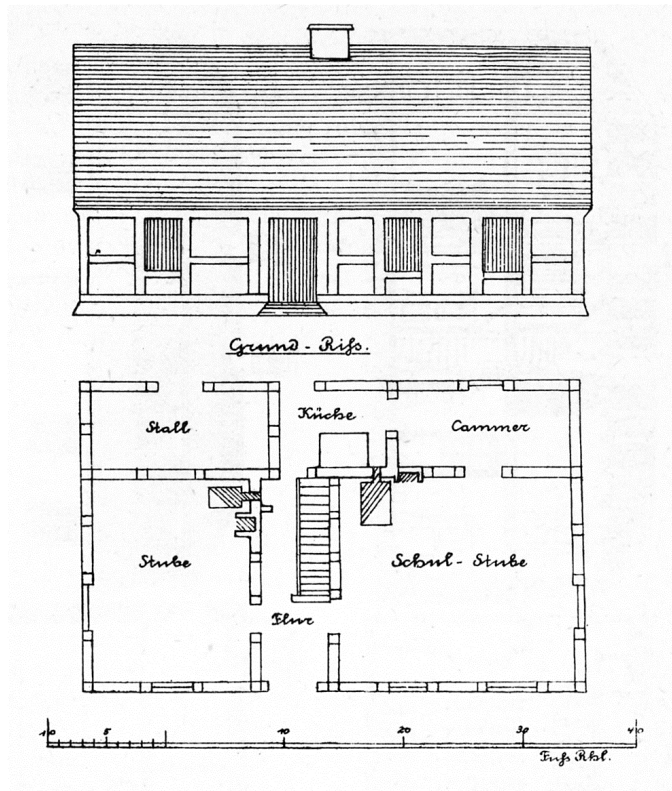 Grund - Riſs.
Küche
Stall
Cammer
Stube
Schul - Stube
Flur
10 5 10 20 30 40
Fuſs Rhl.